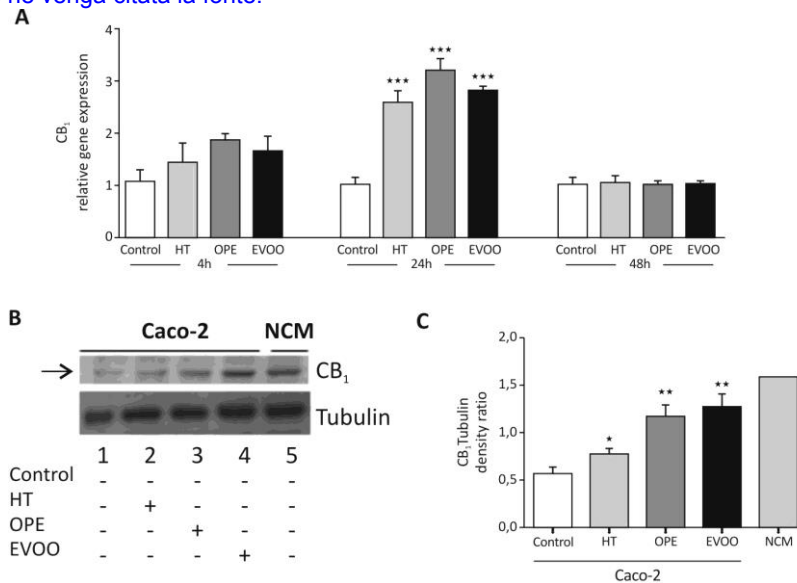 no venga citata la fonte.
A
CB₁
relative gene expression
4
3
2
1
0
★★★
★★★
★★★
Control HT OPE EVOO
4h
Control HT OPE EVOO
24h
Control HT OPE EVOO
48h
B
Caco-2 NCM
CB₁
Tubulin
1 2 3 4 5
Control - - - - -
HT - + - - -
OPE - - + - -
EVOO - - - + -
C
CB₁Tubulin
density ratio
2,0
1,5
1,0
0,5
0,0
★
★★
★★
Control HT OPE EVOO NCM
Caco-2